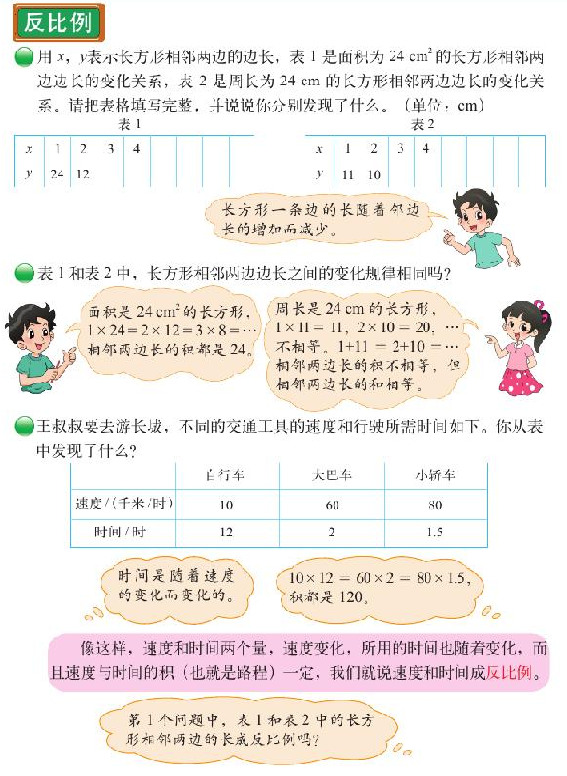 反比例
用 x，y表示长方形相邻两边的边长，表 1 是面积为 24 cm² 的长方形相邻两
边边长的变化关系，表 2 是周长为 24 cm 的长方形相邻两边边长的变化关
系。请把表格填写完整，并说说你分别发现了什么。（单位：cm）
表 1
x 1 2 3 4
y 24 12
表 2
x 1 2 3 4
y 11 10
长方形一条边的长随着邻边
长的增加而减少。
表 1 和表 2 中，长方形相邻两边边长之间的变化规律相同吗？
面积是 24 cm² 的长方形，
1×24＝2×12＝3×8＝…
相邻两边长的积都是 24。
周长是 24 cm 的长方形，
1×11＝11，2×10＝20，…
不相等。1+11＝2+10＝…
相邻两边长的积不相等，但
相邻两边长的和相等。
王叔叔要去游长城，不同的交通工具的速度和行驶所需时间如下。你从表
中发现了什么？
自行车 大巴车 小轿车
速度/(千米/时) 10 60 80
时间/时 12 2 1.5
时间是随着速度
的变化而变化的。
10×12＝60×2＝80×1.5，
积都是 120。
像这样，速度和时间两个量，速度变化，所用的时间也随着变化，而
且速度与时间的积（也就是路程）一定，我们就说速度和时间成反比例。
第 1 个问题中，表 1 和表 2 中的长方
形相邻两边的长成反比例吗？